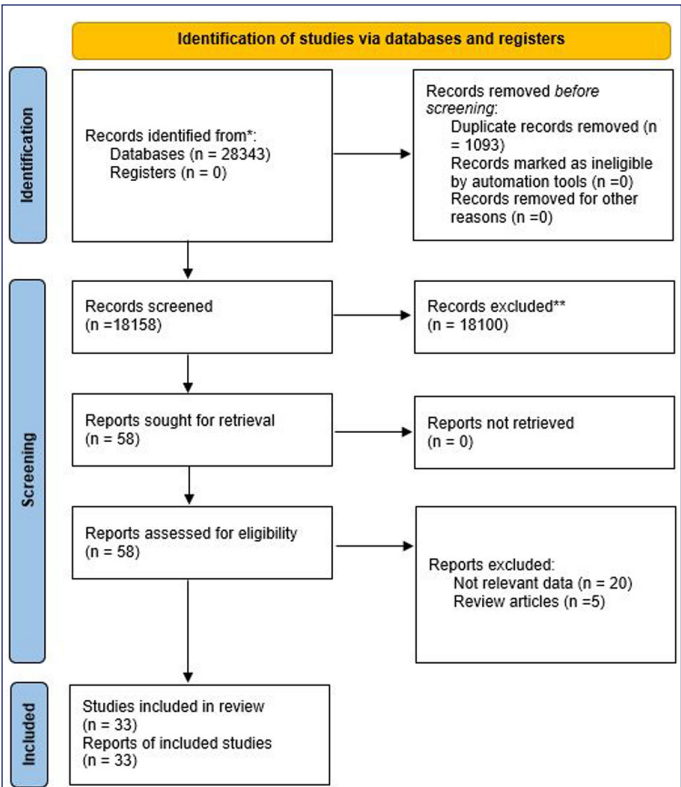 Identification of studies via databases and registers
Identification
Records identified from*:
Databases (n = 28343)
Registers (n = 0)
Records removed before
screening:
Duplicate records removed (n
= 1093)
Records marked as ineligible
by automation tools (n =0)
Records removed for other
reasons (n =0)
Screening
Records screened
(n =18158)
Records excluded**
(n = 18100)
Reports sought for retrieval
(n = 58)
Reports not retrieved
(n = 0)
Reports assessed for eligibility
(n = 58)
Reports excluded:
Not relevant data (n = 20)
Review articles (n =5)
Included
Studies included in review
(n = 33)
Reports of included studies
(n = 33)